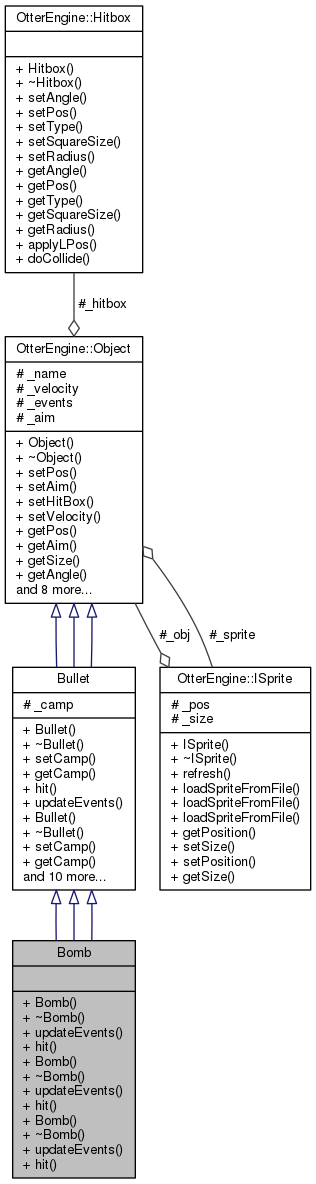 OtterEngine::Hitbox
+ Hitbox()
+ ~Hitbox()
+ setAngle()
+ setPos()
+ setType()
+ setSquareSize()
+ setRadius()
+ getAngle()
+ getPos()
+ getType()
+ getSquareSize()
+ getRadius()
+ applyLPos()
+ doCollide()
#_hitbox
OtterEngine::Object
# _name
# _velocity
# _events
# _aim
+ Object()
+ ~Object()
+ setPos()
+ setAim()
+ setHitBox()
+ setVelocity()
+ getPos()
+ getAim()
+ getSize()
+ getAngle()
and 8 more...
#_obj
#_sprite
Bullet
# _camp
+ Bullet()
+ ~Bullet()
+ setCamp()
+ getCamp()
+ hit()
+ updateEvents()
+ Bullet()
+ ~Bullet()
+ setCamp()
+ getCamp()
and 10 more...
OtterEngine::ISprite
# _pos
# _size
+ ISprite()
+ ~ISprite()
+ refresh()
+ loadSpriteFromFile()
+ loadSpriteFromFile()
+ loadSpriteFromFile()
+ getPosition()
+ setSize()
+ setPosition()
+ getSize()
Bomb
+ Bomb()
+ ~Bomb()
+ updateEvents()
+ hit()
+ Bomb()
+ ~Bomb()
+ updateEvents()
+ hit()
+ Bomb()
+ ~Bomb()
+ updateEvents()
+ hit()